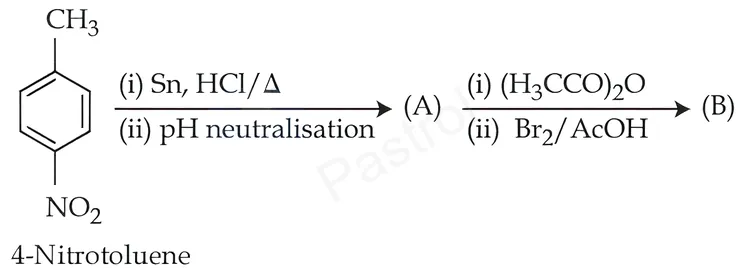 CH3
(i) Sn, HCl/Δ
(ii) pH neutralisation
(A)
(i) (H3CCO)2O
(ii) Br2/AcOH
(B)
NO2
4-Nitrotoluene